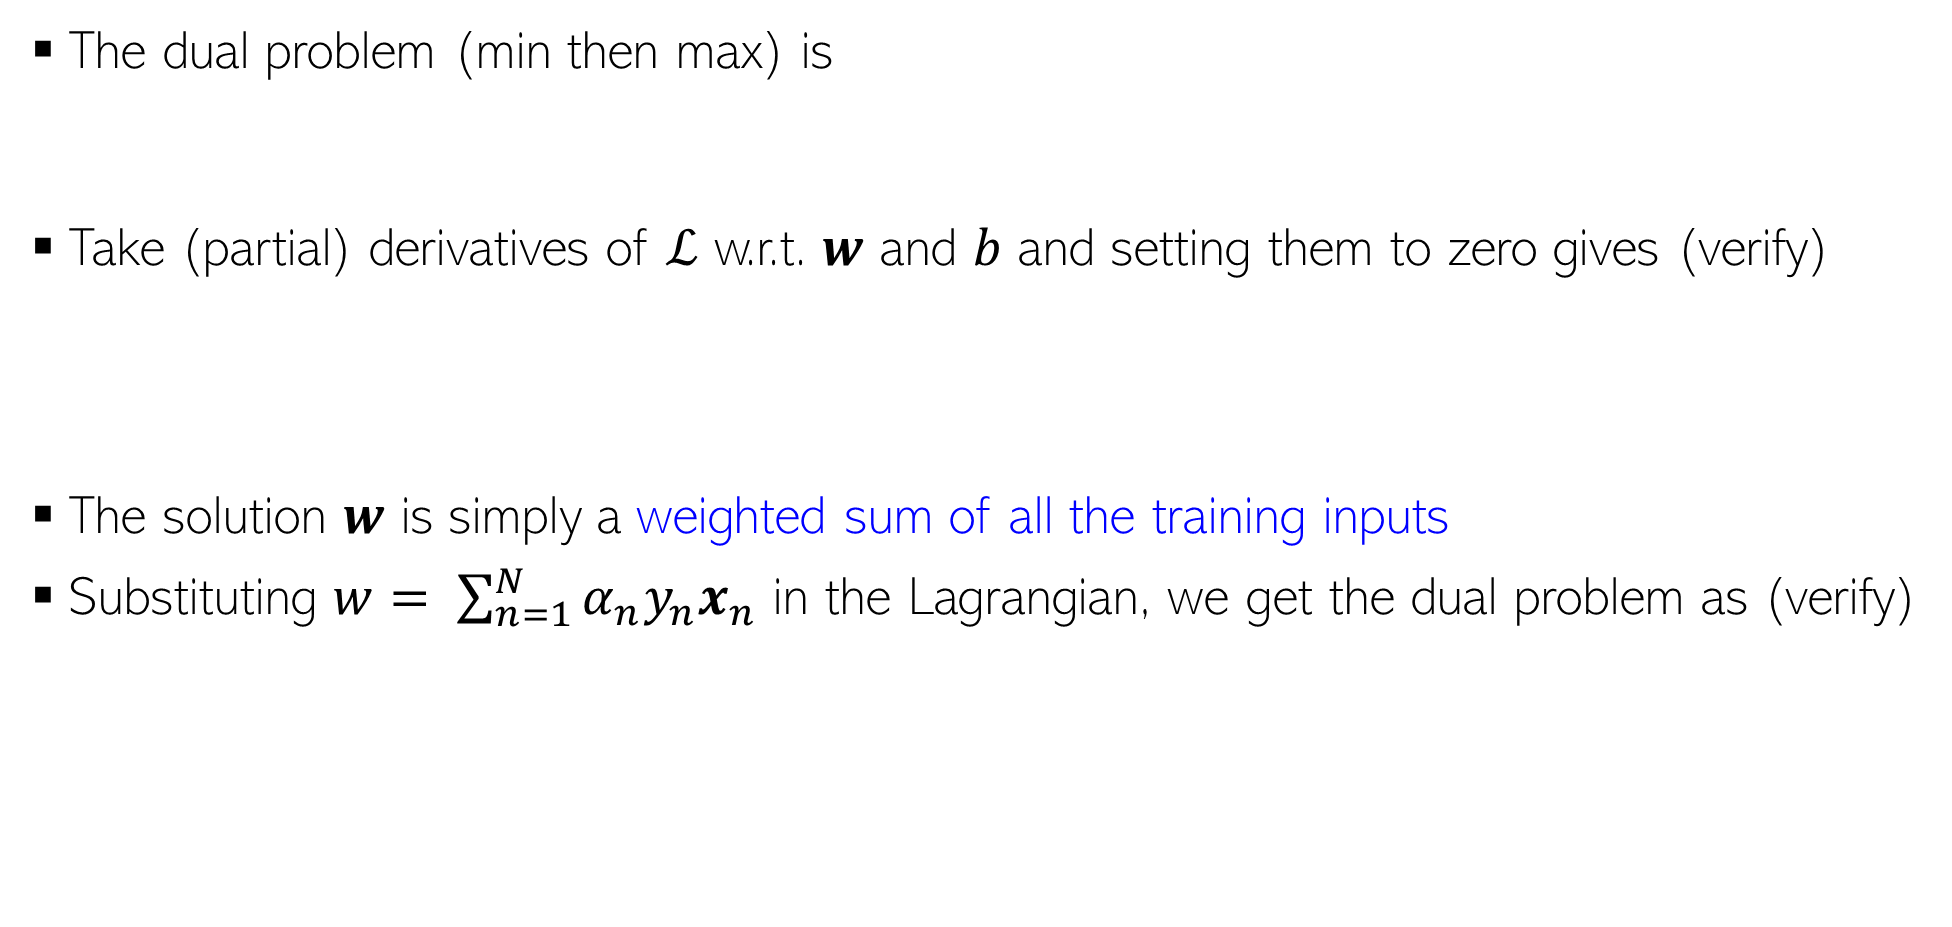 ▪ The dual problem (min then max) is
▪ Take (partial) derivatives of ℒ w.r.t. 𝒘 and 𝑏 and setting them to zero gives (verify)
▪ The solution 𝒘 is simply a weighted sum of all the training inputs
▪ Substituting 𝑤 = ∑ᴺₙ₌₁ 𝛼ₙ𝑦ₙ𝒙ₙ in the Lagrangian, we get the dual problem as (verify)